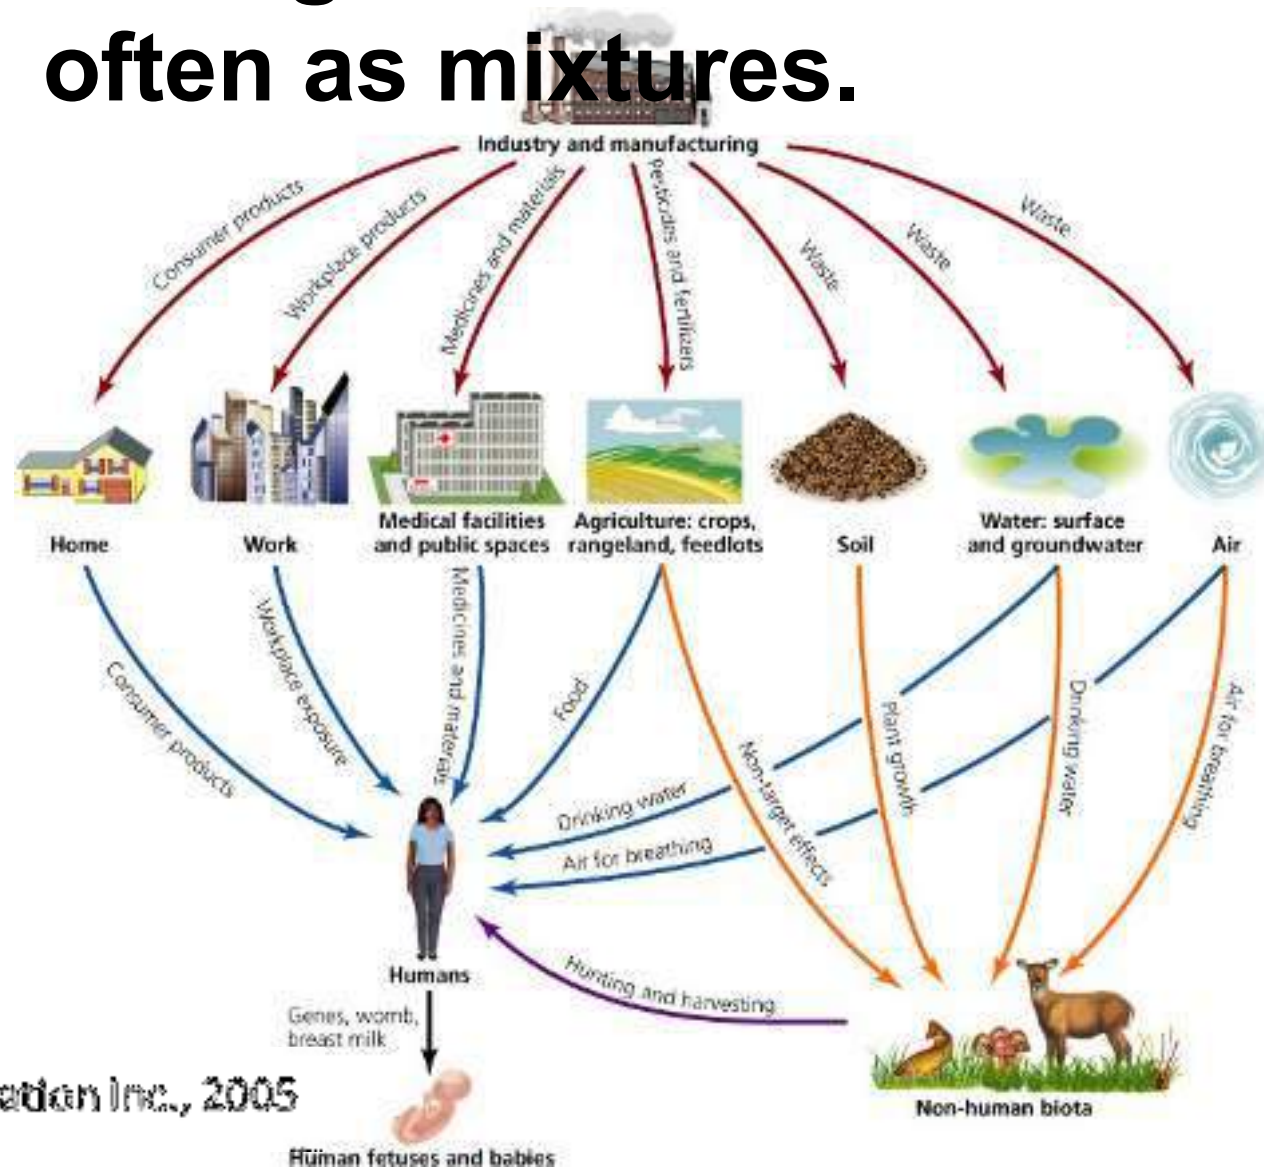 often as mixtures.
Industry and manufacturing
Consumer products
Workplace products
Medicines and materials
Pesticides and fertilizers
Waste
Waste
Waste
Home
Work
Medical facilities
and public spaces
Agriculture: crops,
rangeland, feedlots
Soil
Water: surface
and groundwater
Air
Consumer products
Workplace exposure
Medicines and materials
Food
Drinking water
Air for breathing
Non-target effects
Plant growth
Drinking water
Air for breathing
Humans
Hunting and harvesting
Genes, womb,
breast milk
Inc., 2005
Non-human biota
Human fetuses and babies